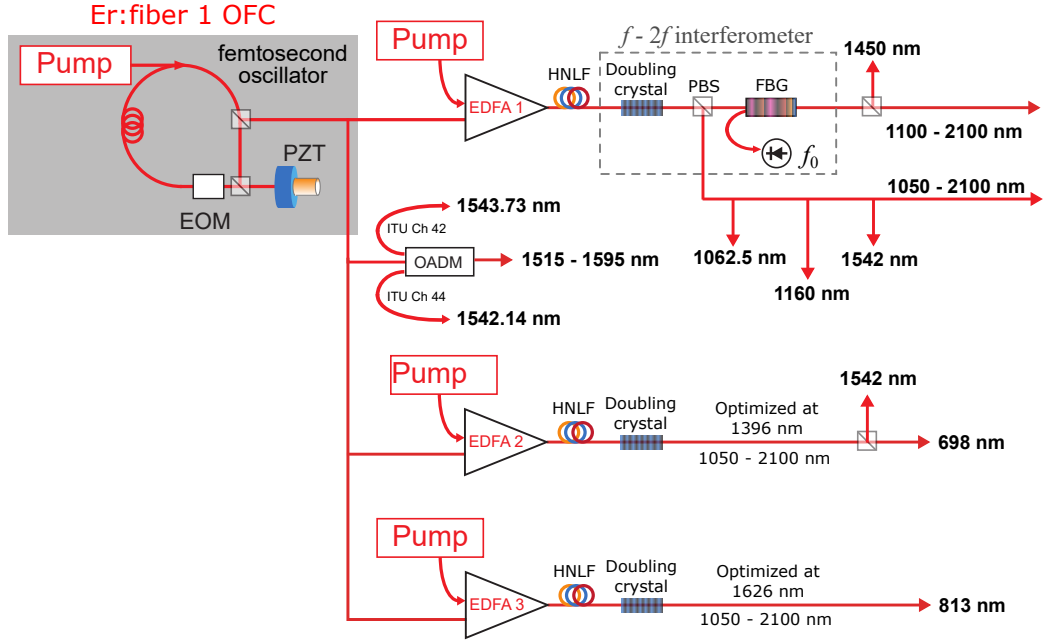 Er:fiber 1 OFC
Pump
femtosecond
oscillator
PZT
EOM
Pump
EDFA 1
HNLF
f - 2f interferometer
Doubling
crystal
PBS
FBG
f0
1450 nm
1100 - 2100 nm
1050 - 2100 nm
1062.5 nm
1160 nm
1542 nm
1543.73 nm
ITU Ch 42
OADM
1515 - 1595 nm
ITU Ch 44
1542.14 nm
Pump
EDFA 2
HNLF
Doubling
crystal
Optimized at
1396 nm
1050 - 2100 nm
1542 nm
698 nm
Pump
EDFA 3
HNLF
Doubling
crystal
Optimized at
1626 nm
1050 - 2100 nm
813 nm